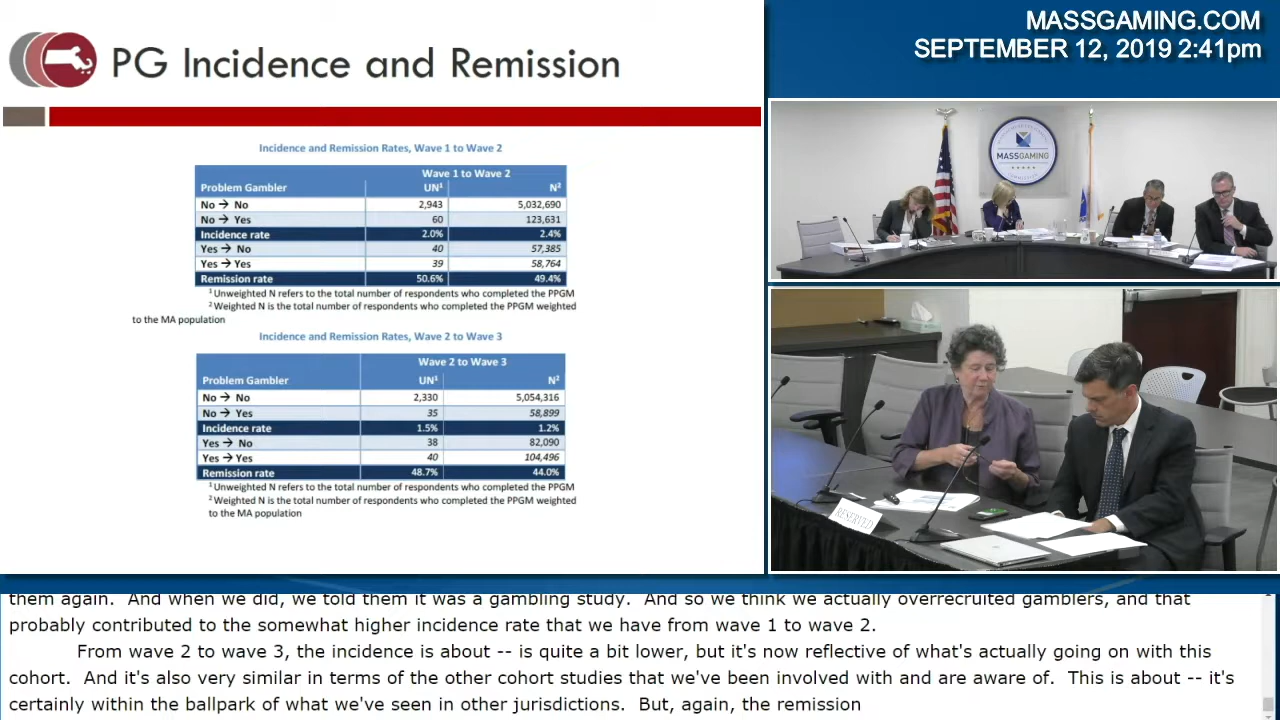 PG Incidence and Remission
Incidence and Remission Rates, Wave 1 to Wave 2
Wave 1 to Wave 2
Problem Gambler UN¹ N²
No → No 2,943 5,032,690
No → Yes 60 123,631
Incidence rate 2.0% 2.4%
Yes → No 40 57,385
Yes → Yes 39 58,764
Remission rate 50.6% 49.4%
¹ Unweighted N refers to the total number of respondents who completed the PPGM
² Weighted N is the total number of respondents who completed the PPGM weighted
to the MA population
Incidence and Remission Rates, Wave 2 to Wave 3
Wave 2 to Wave 3
Problem Gambler UN¹ N²
No → No 2,330 5,054,316
No → Yes 35 58,899
Incidence rate 1.5% 1.2%
Yes → No 38 82,090
Yes → Yes 40 104,496
Remission rate 48.7% 44.0%
¹ Unweighted N refers to the total number of respondents who completed the PPGM
² Weighted N is the total number of respondents who completed the PPGM weighted
to the MA population
MASSGAMING.COM
SEPTEMBER 12, 2019 2:41pm
MASSGAMING
RESERVED
them again. And when we did, we told them it was a gambling study. And so we think we actually overrecruited gamblers, and that
probably contributed to the somewhat higher incidence rate that we have from wave 1 to wave 2.
From wave 2 to wave 3, the incidence is about -- is quite a bit lower, but it's now reflective of what's actually going on with this
cohort. And it's also very similar in terms of the other cohort studies that we've been involved with and are aware of. This is about -- it's
certainly within the ballpark of what we've seen in other jurisdictions. But, again, the remission